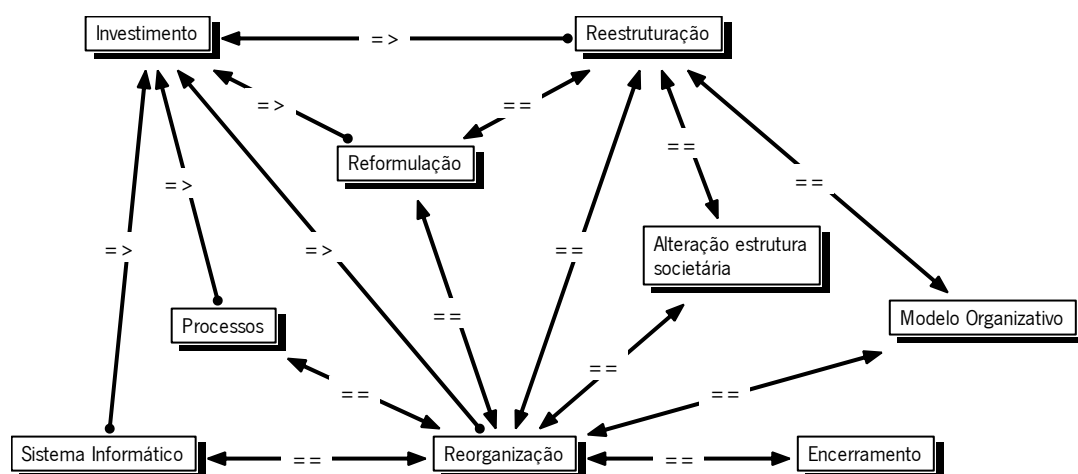 Investimento
=>
Reestruturação
=>
==
Reformulação
==
=>
==
Alteração estrutura
societária
=>
=>
==
Processos
==
Modelo Organizativo
==
==
==
==
Sistema Informático
==
Reorganização
==
Encerramento